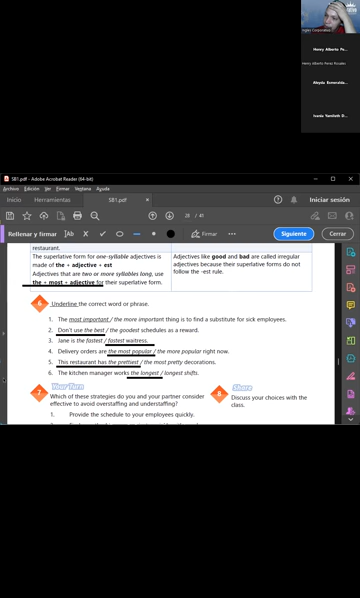 Ingles Corporativo...
Henry Alberto Pe...
Henry Alberto Perez Rosales
Aleyda Esmeralda...
Ivania Yamileth D...
SB1.pdf - Adobe Acrobat Reader (64-bit)
Archivo Edición Ver Firmar Ventana Ayuda
Inicio Herramientas SB1.pdf Iniciar sesión
/ 41
Rellenar y firmar Ab Firmar Siguiente Cerrar
restaurant.
The superlative form for one-syllable adjectives is
made of the + adjective + est
Adjectives that are two or more syllables long, use
the + most + adjective for their superlative form.
Adjectives like good and bad are called irregular
adjectives because their superlative forms do not
follow the -est rule.
6 Underline the correct word or phrase.
1. The most important / the more important thing is to find a substitute for sick employees.
2. Don't use the best / the goodest schedules as a reward.
3. Jane is the fastest / fastest waitress.
4. Delivery orders are the most popular / the more popular right now.
5. This restaurant has the prettiest / the most pretty decorations.
6. The kitchen manager works the longest / longest shifts.
7 Your Turn
Which of these strategies do you and your partner consider
effective to avoid overstaffing and understaffing?
1. Provide the schedule to your employees quickly.
8 Share
Discuss your choices with the
class.